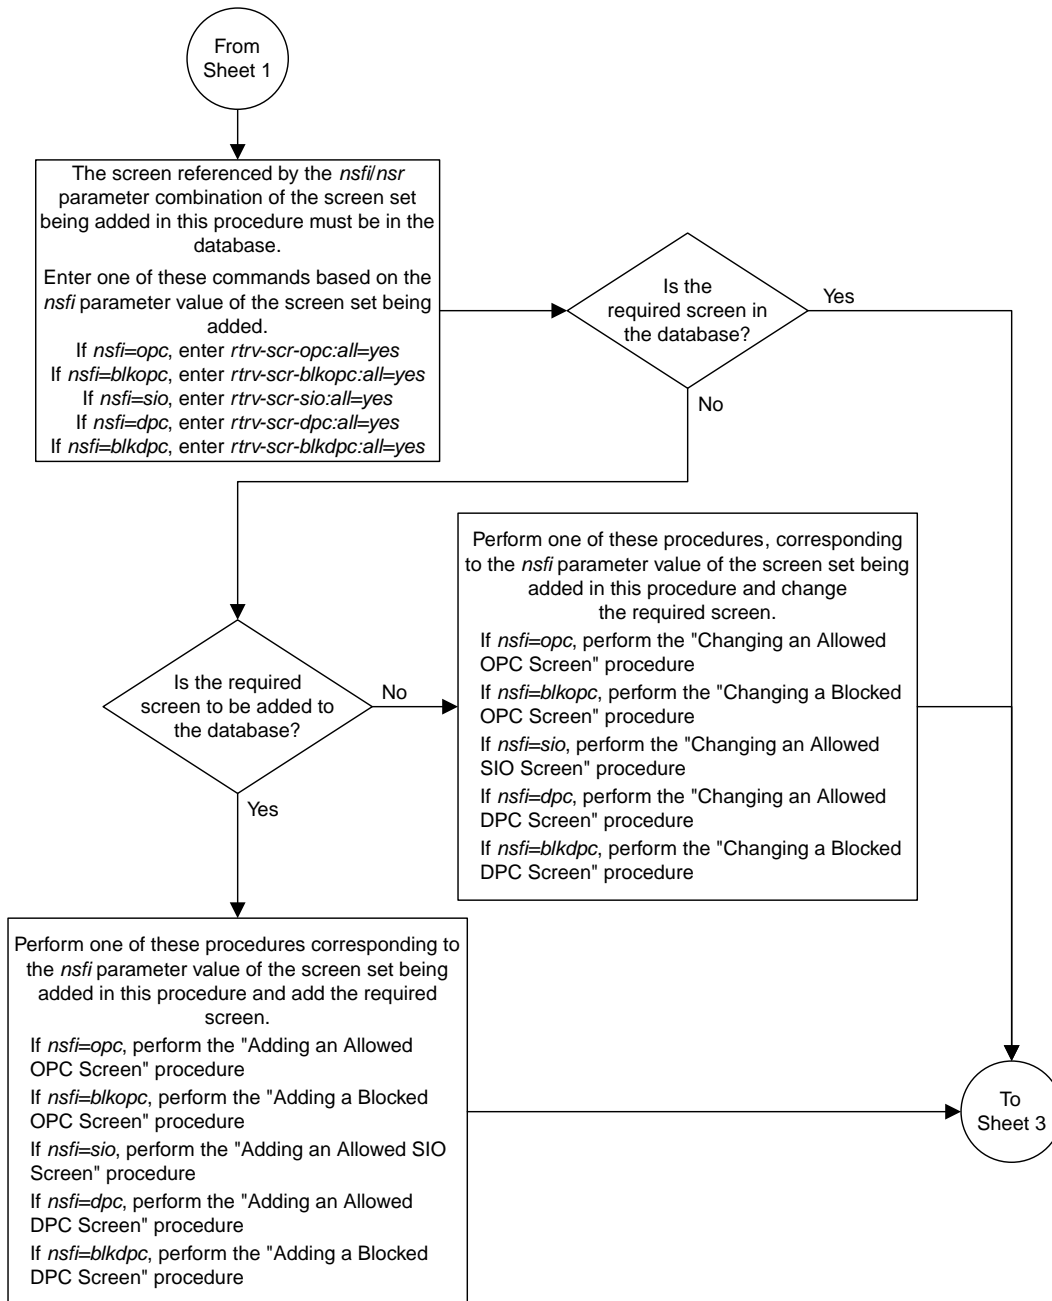 From
Sheet 1
The screen referenced by the nsfi/nsr
parameter combination of the screen set
being added in this procedure must be in the
database.
Enter one of these commands based on the
nsfi parameter value of the screen set being
added.
If nsfi=opc, enter rtrv-scr-opc:all=yes
If nsfi=blkopc, enter rtrv-scr-blkopc:all=yes
If nsfi=sio, enter rtrv-scr-sio:all=yes
If nsfi=dpc, enter rtrv-scr-dpc:all=yes
If nsfi=blkdpc, enter rtrv-scr-blkdpc:all=yes
Is the
required screen in
the database?
Yes
No
Is the required
screen to be added to
the database?
No
Yes
Perform one of these procedures, corresponding
to the nsfi parameter value of the screen set being
added in this procedure and change
the required screen.
If nsfi=opc, perform the "Changing an Allowed
OPC Screen" procedure
If nsfi=blkopc, perform the "Changing a Blocked
OPC Screen" procedure
If nsfi=sio, perform the "Changing an Allowed
SIO Screen" procedure
If nsfi=dpc, perform the "Changing an Allowed
DPC Screen" procedure
If nsfi=blkdpc, perform the "Changing a Blocked
DPC Screen" procedure
Perform one of these procedures corresponding to
the nsfi parameter value of the screen set being
added in this procedure and add the required
screen.
If nsfi=opc, perform the "Adding an Allowed
OPC Screen" procedure
If nsfi=blkopc, perform the "Adding a Blocked
OPC Screen" procedure
If nsfi=sio, perform the "Adding an Allowed SIO
Screen" procedure
If nsfi=dpc, perform the "Adding an Allowed
DPC Screen" procedure
If nsfi=blkdpc, perform the "Adding a Blocked
DPC Screen" procedure
To
Sheet 3